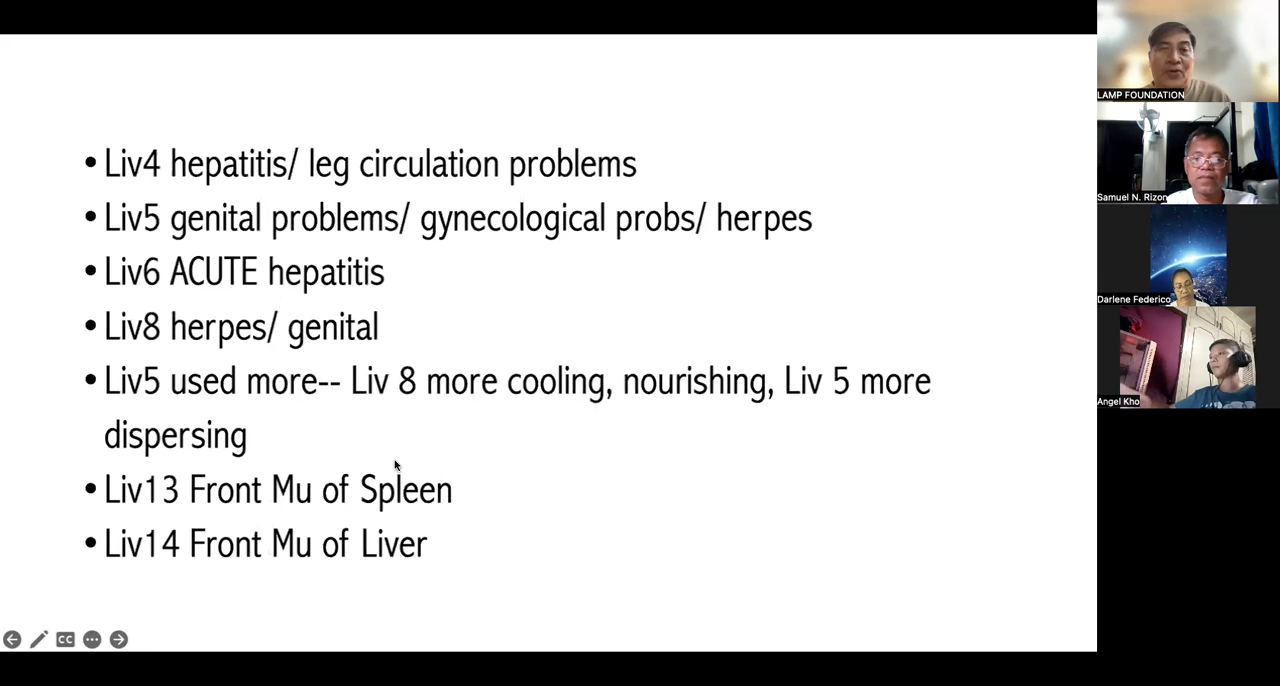 • Liv4 hepatitis/ leg circulation problems
• Liv5 genital problems/ gynecological probs/ herpes
• Liv6 ACUTE hepatitis
• Liv8 herpes/ genital
• Liv5 used more-- Liv 8 more cooling, nourishing, Liv 5 more
dispersing
• Liv13 Front Mu of Spleen
• Liv14 Front Mu of Liver
CC
LAMP FOUNDATION
Samuel N. Rizon
Darlene Federico
Angel Kho